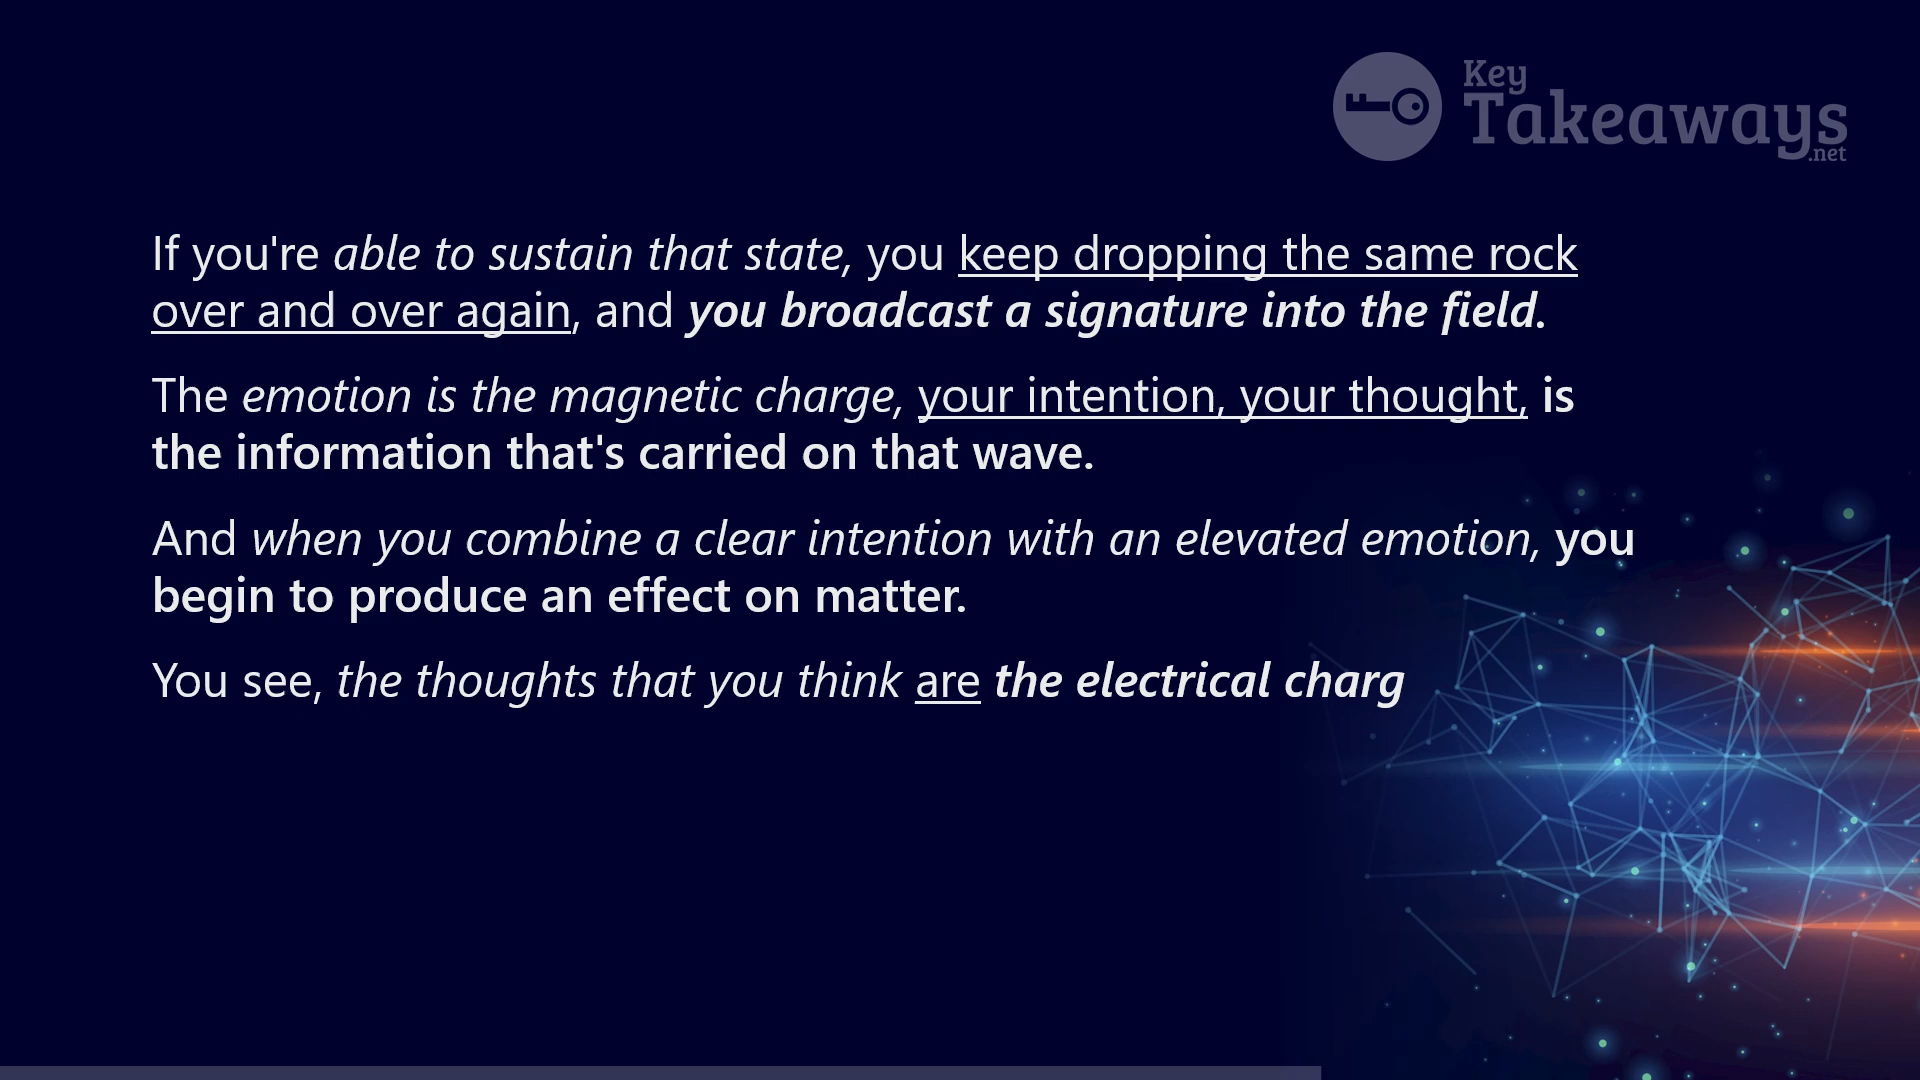 Key
Takeaways
.net
If you're able to sustain that state, you keep dropping the same rock
over and over again, and you broadcast a signature into the field.
The emotion is the magnetic charge, your intention, your thought, is
the information that's carried on that wave.
And when you combine a clear intention with an elevated emotion, you
begin to produce an effect on matter.
You see, the thoughts that you think are the electrical charg